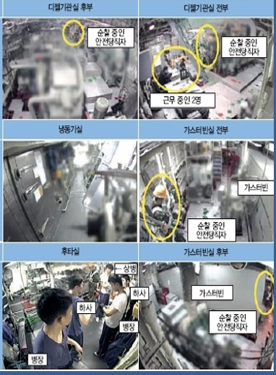 디젤기관실 후부
디젤기관실 전부
순찰 중인
안전당직자
순찰 중인
안전당직자
근무 중인 2명
냉동기실
가스터빈실 전부
가스터빈
순찰 중인
안전당직자
후타실
가스터빈실 후부
상병
하사
하사
병장
병장
가스터빈
순찰 중인
안전당직자